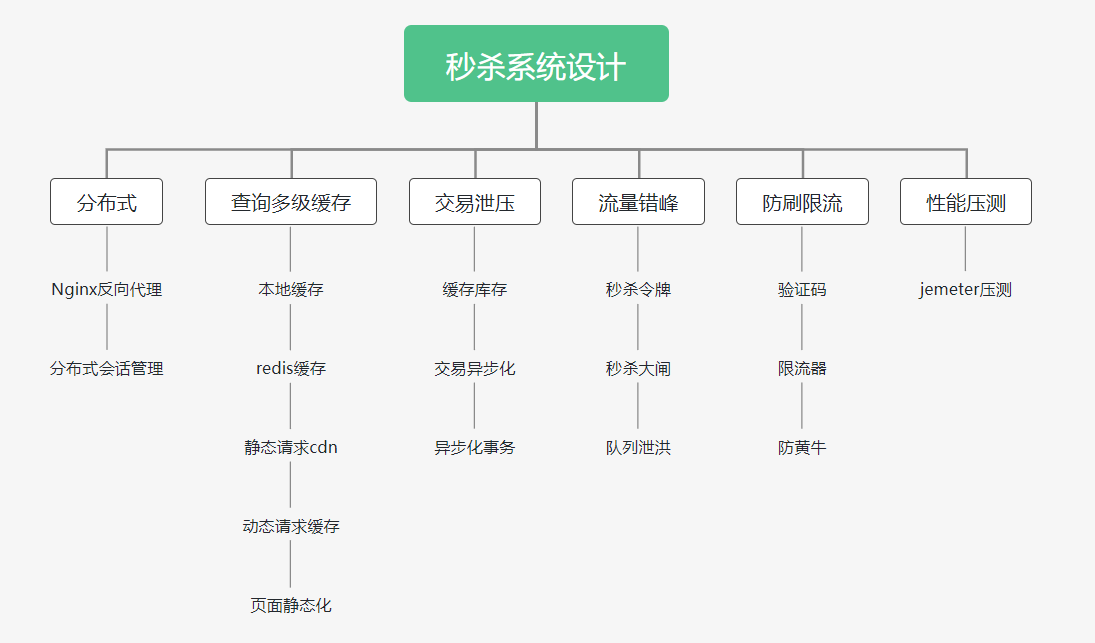 秒杀系统设计
分布式
查询多级缓存
交易泄压
流量错峰
防刷限流
性能压测
Nginx反向代理
本地缓存
缓存库存
秒杀令牌
验证码
jemeter压测
分布式会话管理
redis缓存
交易异步化
秒杀大闸
限流器
静态请求cdn
异步化事务
队列泄洪
防黄牛
动态请求缓存
页面静态化